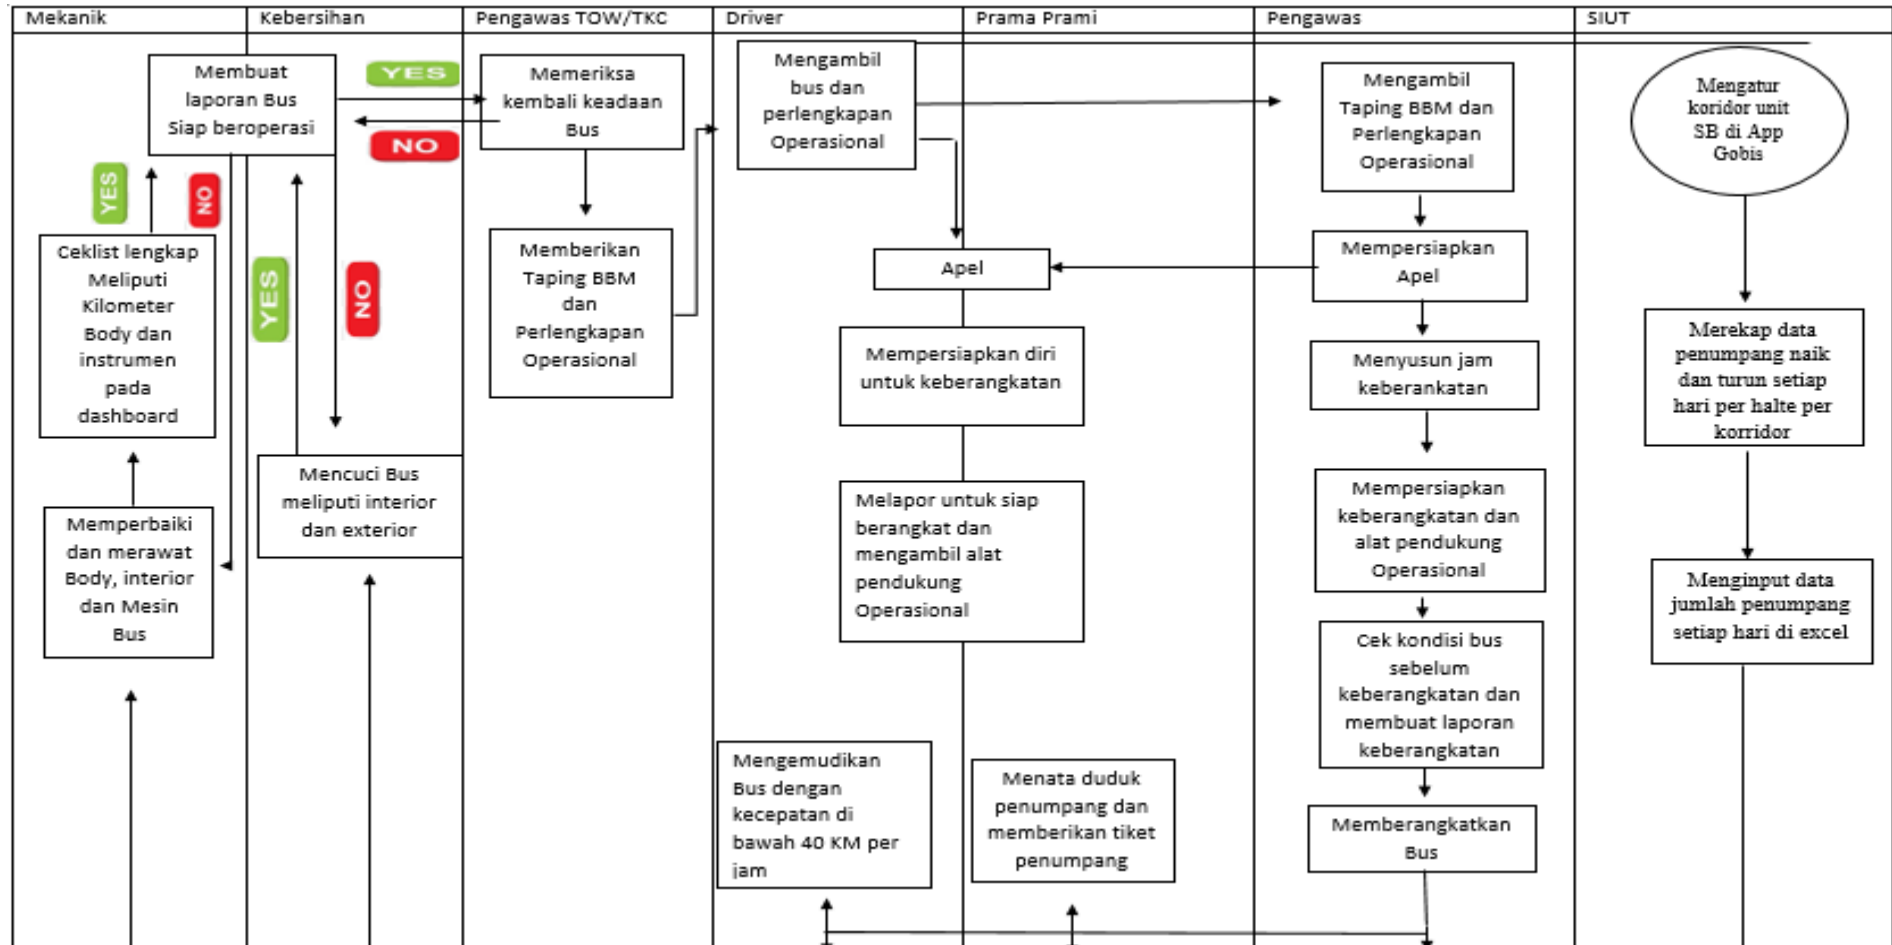 Mekanik
Kebersihan
Pengawas TOW/TKC
Driver
Prama Prami
Pengawas
SIUT
Membuat
laporan Bus
Siap beroperasi
YES
NO
Memeriksa
kembali keadaan
Bus
Mengambil
bus dan
perlengkapan
Operasional
Mengambil
Taping BBM dan
Perlengkapan
Operasional
Mengatur
koridor unit
SB di App
Gobis
YES
NO
Ceklist lengkap
Meliputi
Kilometer
Body dan
instrumen
pada
dashboard
YES
NO
Memberikan
Taping BBM
dan
Perlengkapan
Operasional
Apel
Mempersiapkan
Apel
Mempersiapkan diri
untuk keberangkatan
Menyusun jam
keberankatan
Merekap data
penumpang naik
dan turun setiap
hari per halte per
korridor
Mencuci Bus
meliputi interior
dan exterior
Memperbaiki
dan merawat
Body, interior
dan Mesin
Bus
Melapor untuk siap
berangkat dan
mengambil alat
pendukung
Operasional
Mempersiapkan
keberangkatan dan
alat pendukung
Operasional
Menginput data
jumlah penumpang
setiap hari di excel
Cek kondisi bus
sebelum
keberangkatan dan
membuat laporan
keberangkatan
Mengemudikan
Bus dengan
kecepatan di
bawah 40 KM per
jam
Menata duduk
penumpang dan
memberikan tiket
penumpang
Memberangkatkan
Bus